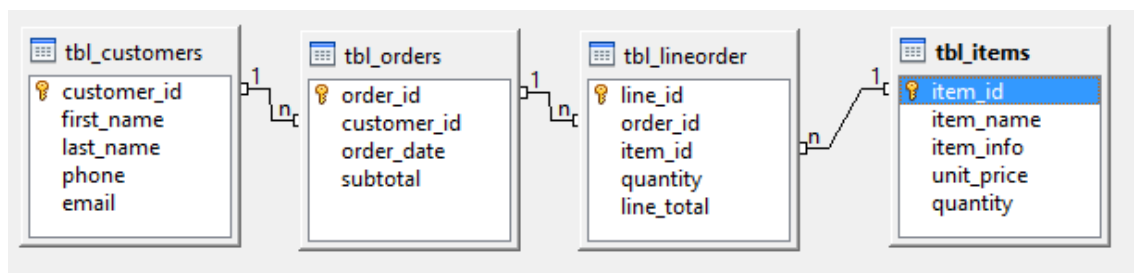 tbl_customers
customer_id
first_name
last_name
phone
email
1
n
tbl_orders
order_id
customer_id
order_date
subtotal
1
n
tbl_lineorder
line_id
order_id
item_id
quantity
line_total
n
1
tbl_items
item_id
item_name
item_info
unit_price
quantity